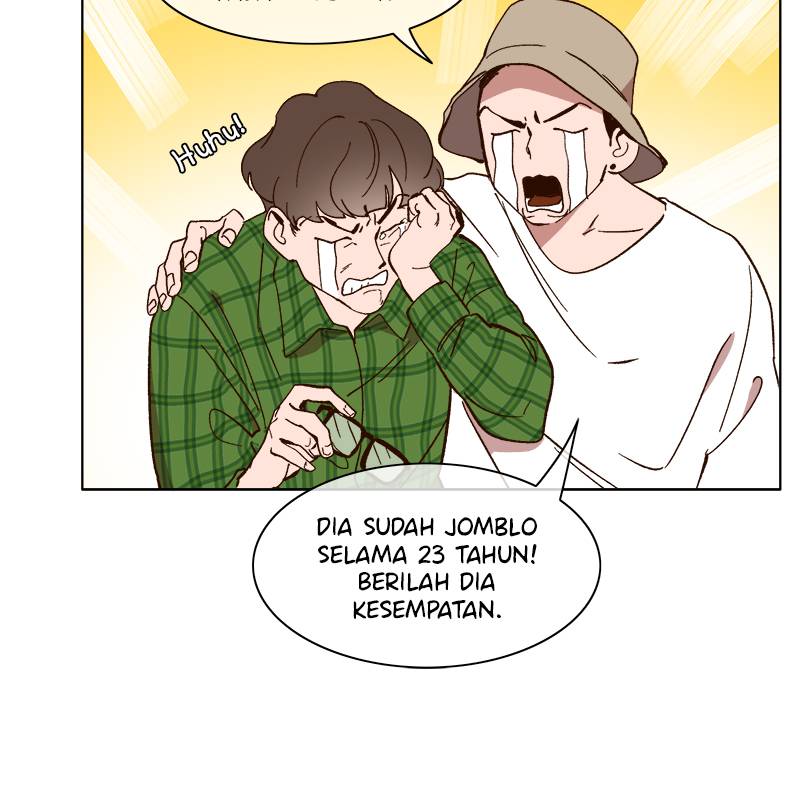 Huhu!
DIA SUDAH JOMBLO
SELAMA 23 TAHUN!
BERILAH DIA
KESEMPATAN.